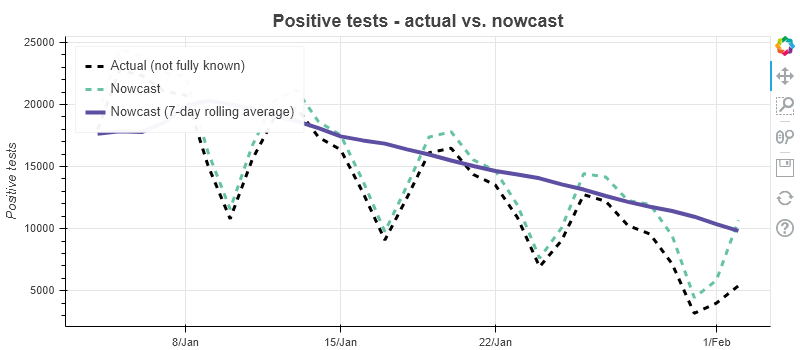 Positive tests - actual vs. nowcast
25000
20000
15000
10000
5000
Positive tests
Actual (not fully known)
Nowcast
Nowcast (7-day rolling average)
8/Jan
15/Jan
22/Jan
1/Feb